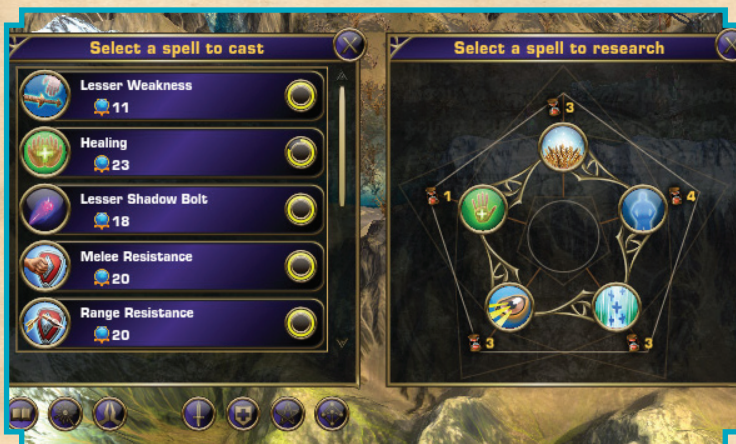 Select a spell to cast
Lesser Weakness
11
Healing
23
Lesser Shadow Bolt
18
Melee Resistance
20
Range Resistance
20
Select a spell to research
3
1
4
3
3